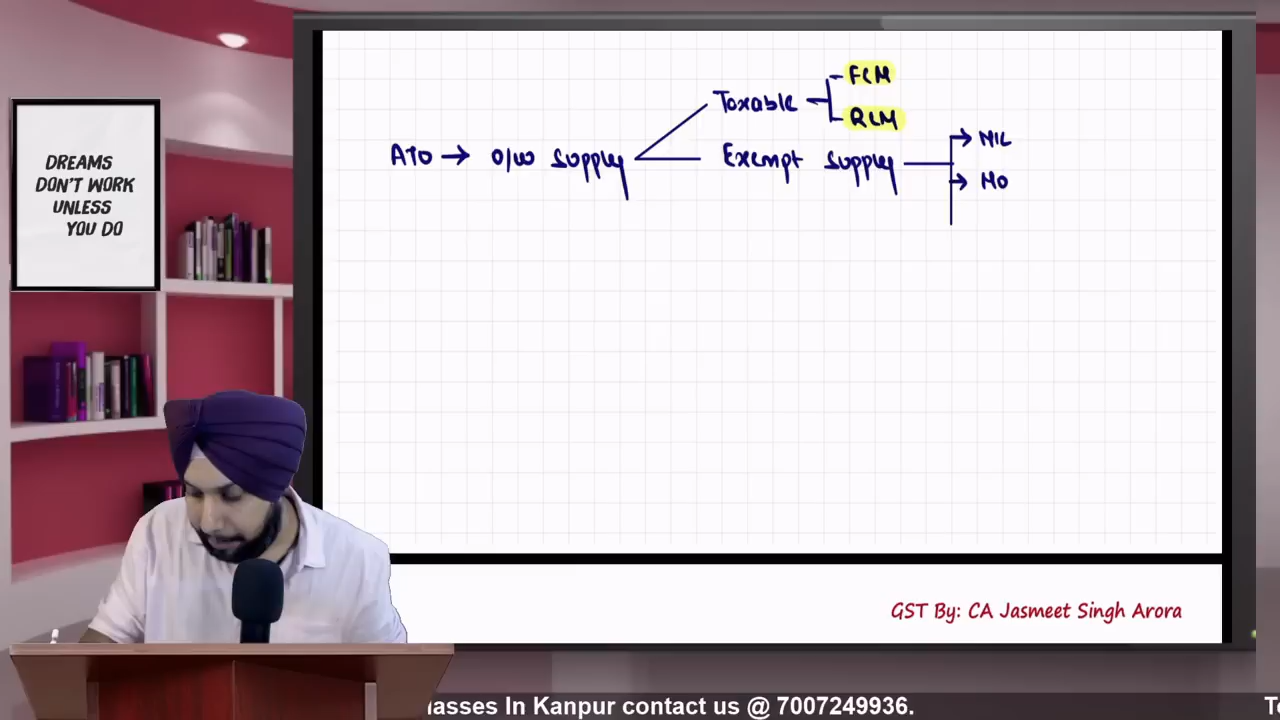 DREAMS
DON'T WORK
UNLESS
YOU DO
FCM
Taxable
RCM
ATO → O/W Supply
Exempt Supply
NIL
GST By: CA Jasmeet Singh Arora
lasses In Kanpur contact us @ 7007249936.